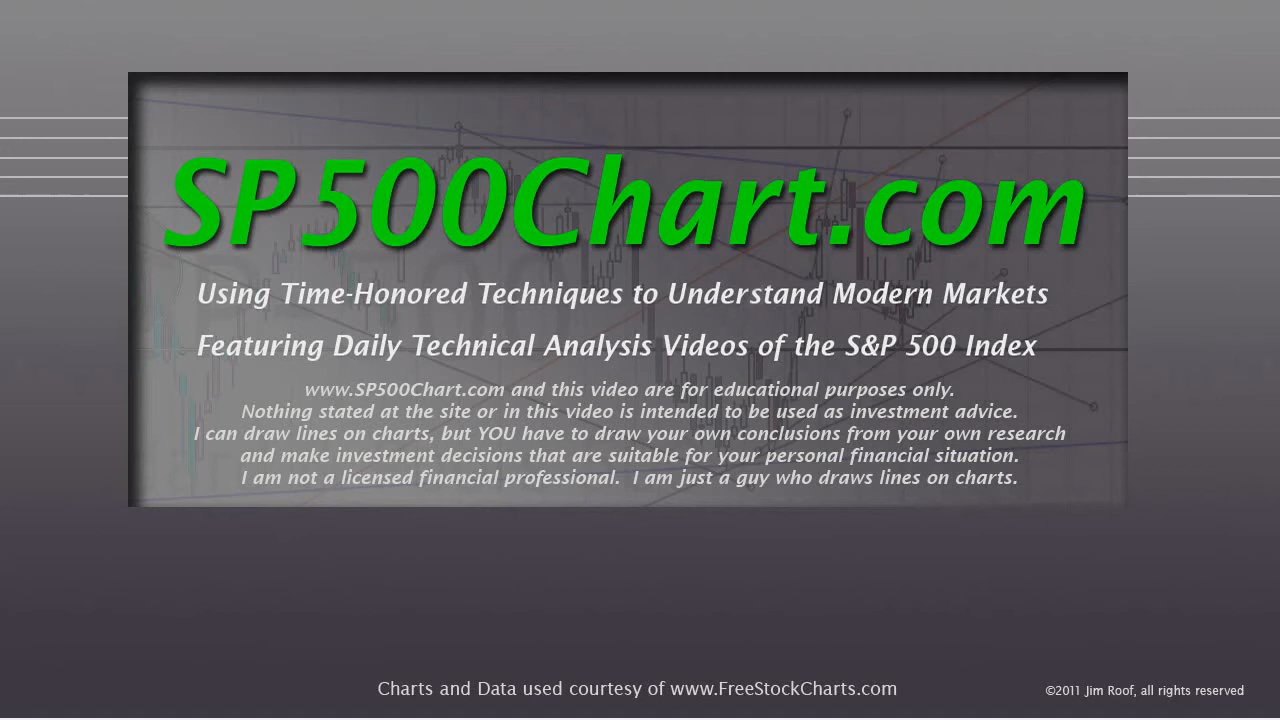 SP500Chart.com
Using Time-Honored Techniques to Understand Modern Markets
Featuring Daily Technical Analysis Videos of the S&P 500 Index
www.SP500Chart.com and this video are for educational purposes only.
Nothing stated at the site or in this video is intended to be used as investment advice.
I can draw lines on charts, but YOU have to draw your own conclusions from your own research
and make investment decisions that are suitable for your personal financial situation.
I am not a licensed financial professional.  I am just a guy who draws lines on charts.
Charts and Data used courtesy of www.FreeStockCharts.com
©2011 Jim Roof, all rights reserved